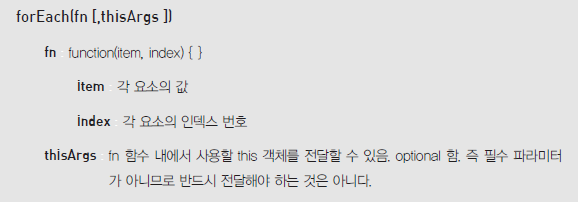 forEach(fn [,thisArgs ])
fn : function(item, index) { }
item : 각 요소의 값
index : 각 요소의 인덱스 번호
thisArgs : fn 함수 내에서 사용할 this 객체를 전달할 수 있음. optional 함. 즉 필수 파라미터
가 아니므로 반드시 전달해야 하는 것은 아니다.